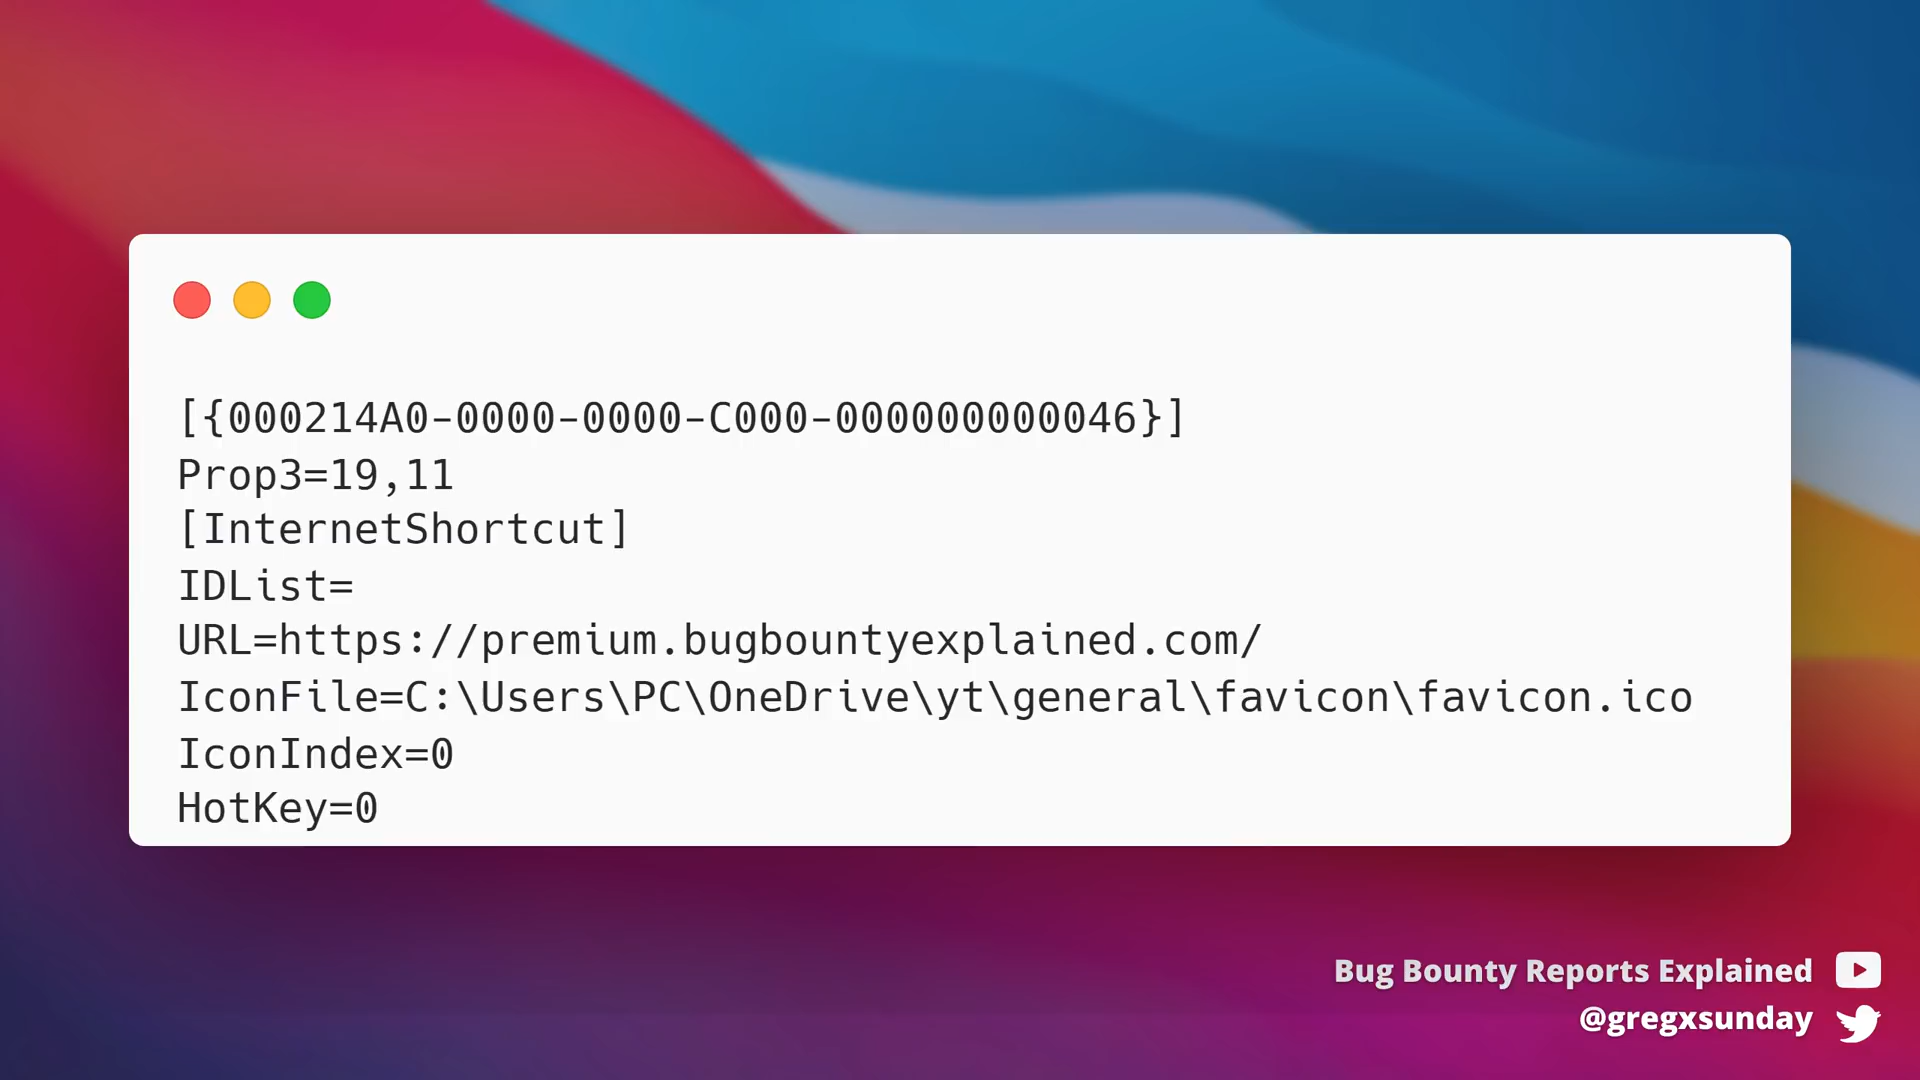 [{000214A0-0000-0000-C000-000000000046}]
Prop3=19,11
[InternetShortcut]
IDList=
URL=https://premium.bugbountyexplained.com/
IconFile=C:\Users\PC\OneDrive\yt\general\favicon\favicon.ico
IconIndex=0
HotKey=0
Bug Bounty Reports Explained
@gregxsunday